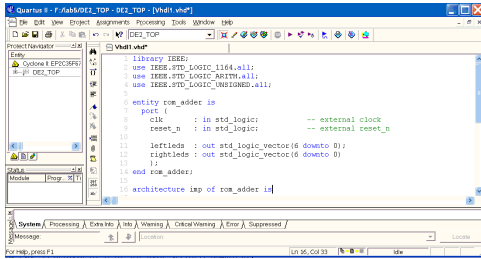 Quartus II - F:/lab5/DE2_TOP - DE2_TOP - [Vhdl1.vhd*]
File Edit View Project Assignments Processing Tools Window Help
DE2_TOP
Project Navigator
Vhdl1.vhd*
Entity
Cyclone II: EP2C35F67
DE2_TOP
1 library IEEE;
2 use IEEE.STD_LOGIC_1164.all;
3 use IEEE.STD_LOGIC_ARITH.all;
4 use IEEE.STD_LOGIC_UNSIGNED.all;
5
6 entity rom_adder is
7 port (
8 clk : in std_logic; -- external clock
9 reset_n : in std_logic; -- external reset_n
10
11 leftleds : out std_logic_vector(6 downto 0);
12 rightleds : out std_logic_vector(6 downto 0)
13 );
14 end rom_adder;
15
16 architecture imp of rom_adder is
Status
Module Progr.. % Ti
System Processing Extra Info Info Warning Critical Warning Error Suppressed
Message:
Location
Locate
For Help, press F1
Ln 16, Col 33
Idle